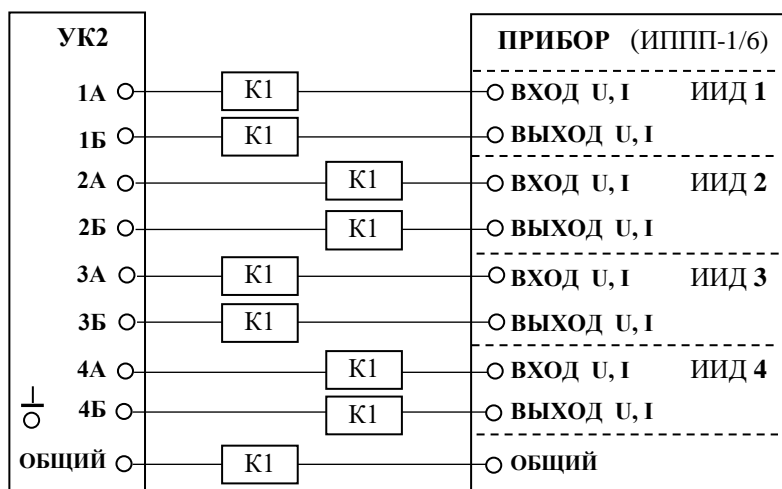 УК2 ПРИБОР (ИППП-1/6)
1А К1 ВХОД U, I ИИД 1
1Б К1 ВЫХОД U, I
2А К1 ВХОД U, I ИИД 2
2Б К1 ВЫХОД U, I
3А К1 ВХОД U, I ИИД 3
3Б К1 ВЫХОД U, I
4А К1 ВХОД U, I ИИД 4
4Б К1 ВЫХОД U, I
ОБЩИЙ К1 ОБЩИЙ